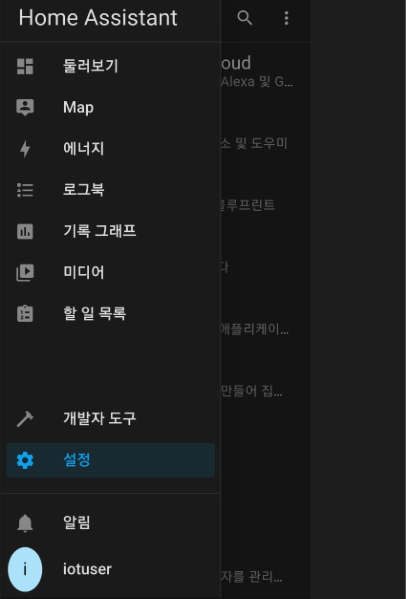 Home Assistant
둘러보기
oud
Alexa 및 G...
Map
에너지
소 및 도우미
로그북
블루프린트
기록 그래프
미디어
다
할 일 목록
애플리케이...
만들어 집...
개발자 도구
설정
알림
i
iotuser
자를 관리...